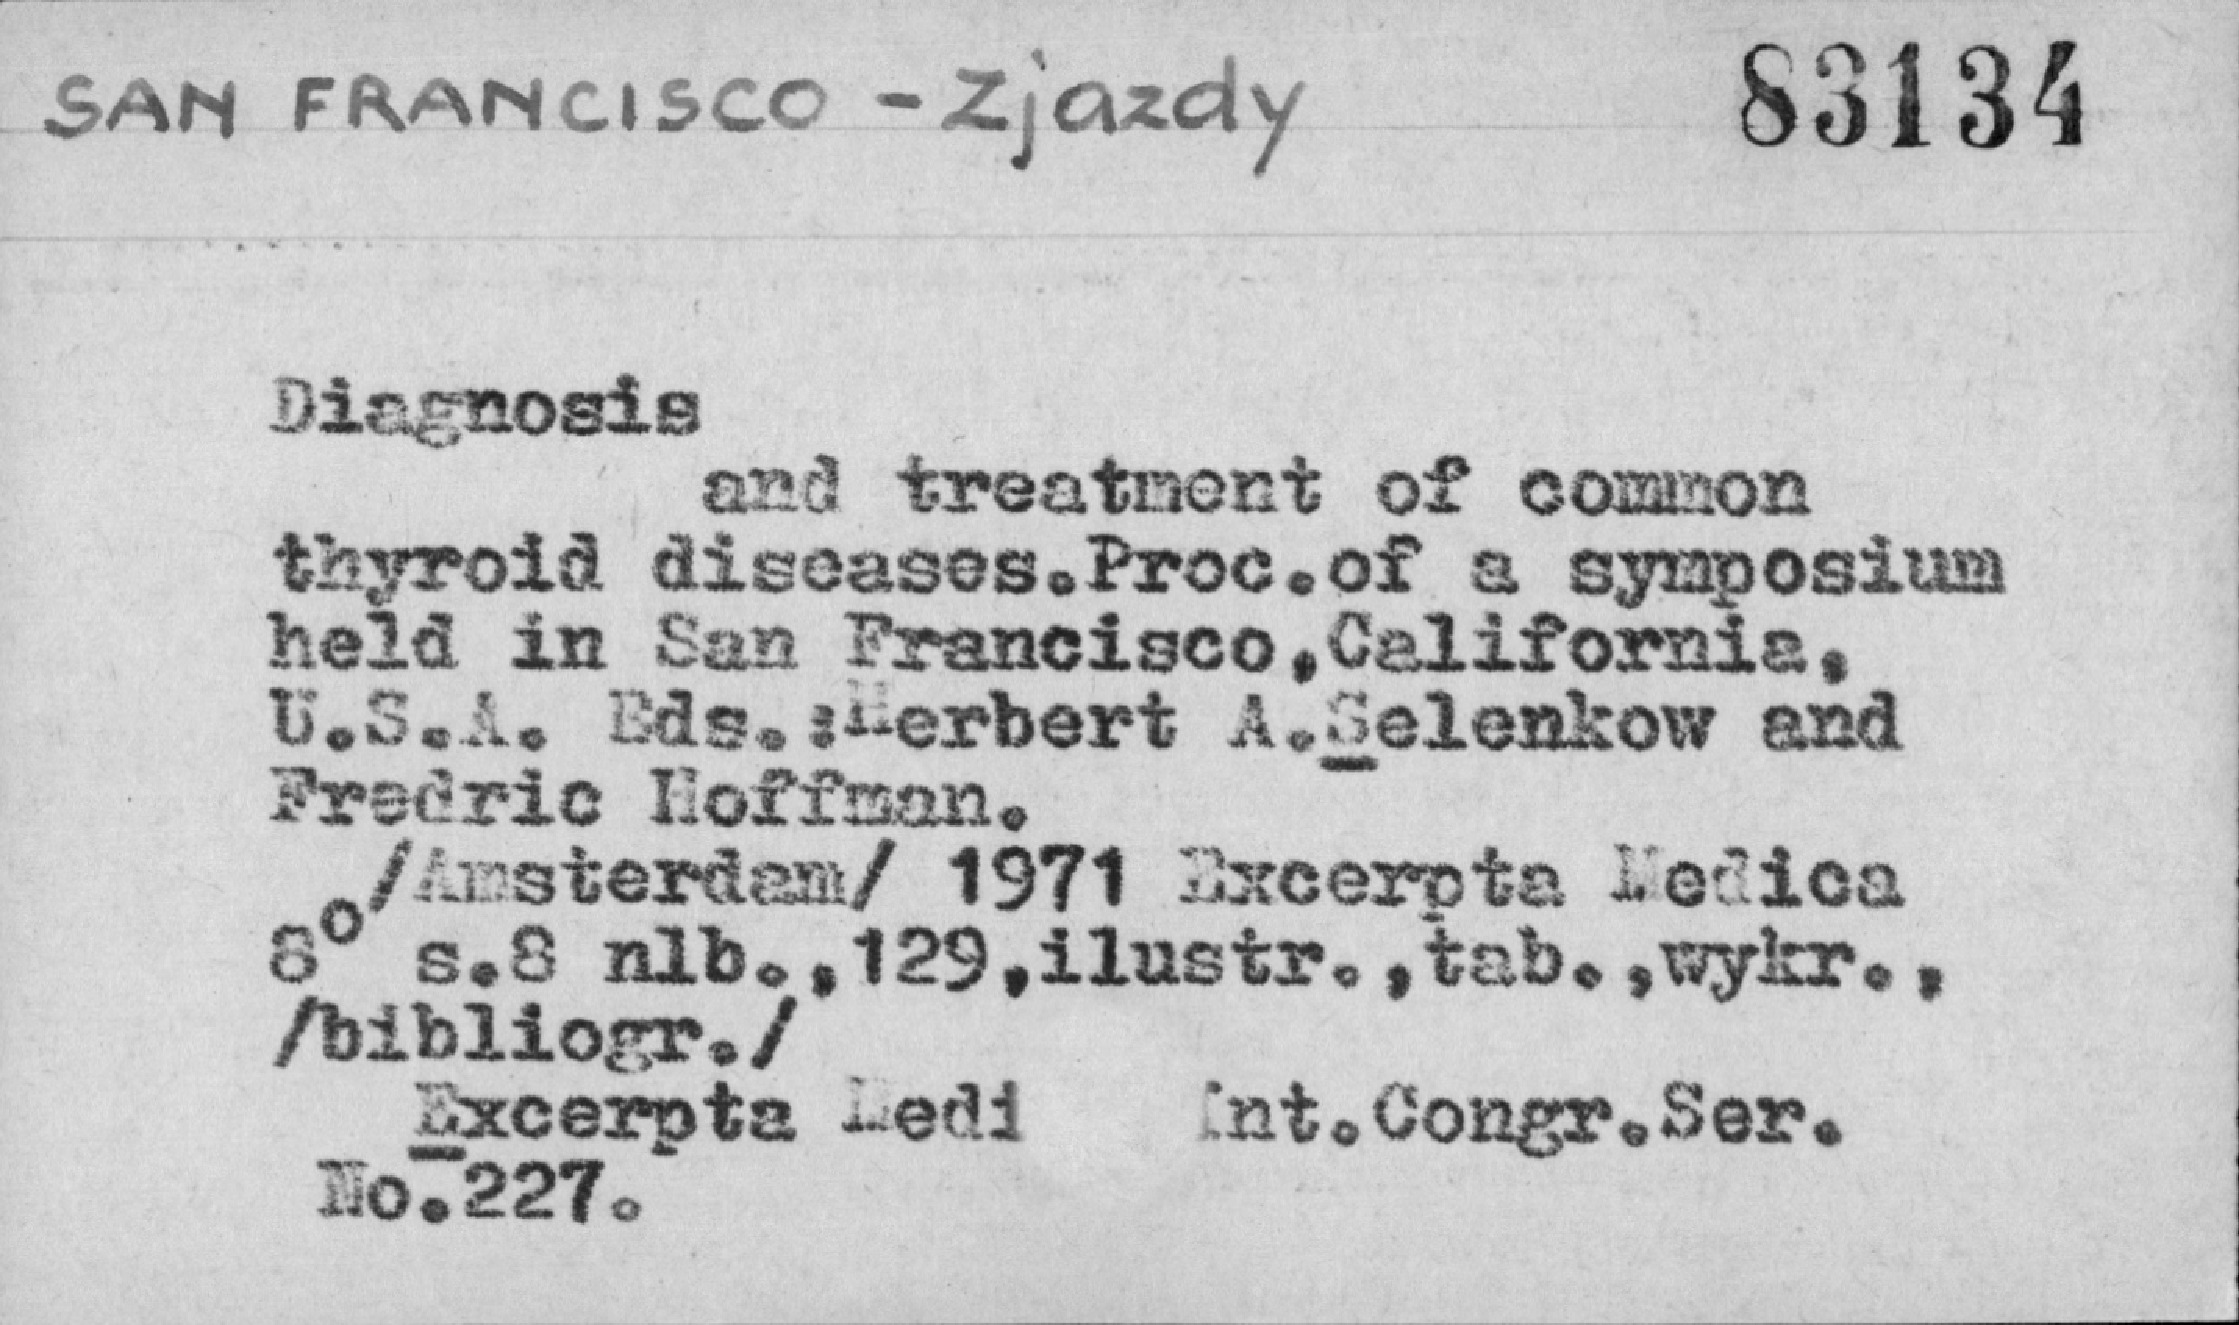 SAN FRANCISCO - Zjazdy 83134
Diagnosis
and treatment of common
thyroid diseases.Proc.of a symposium
held in San Francisco,California,
U.S.A. Eds.:Herbert A.Selenkow and
Fredric Hoffman.
/Amsterdam/ 1971 Excerpta Medica
8° s.8 nlb.,129,ilustr.,tab.,wykr.,
/bibliogr./
Excerpta Medi Int.Congr.Ser.
No.227.